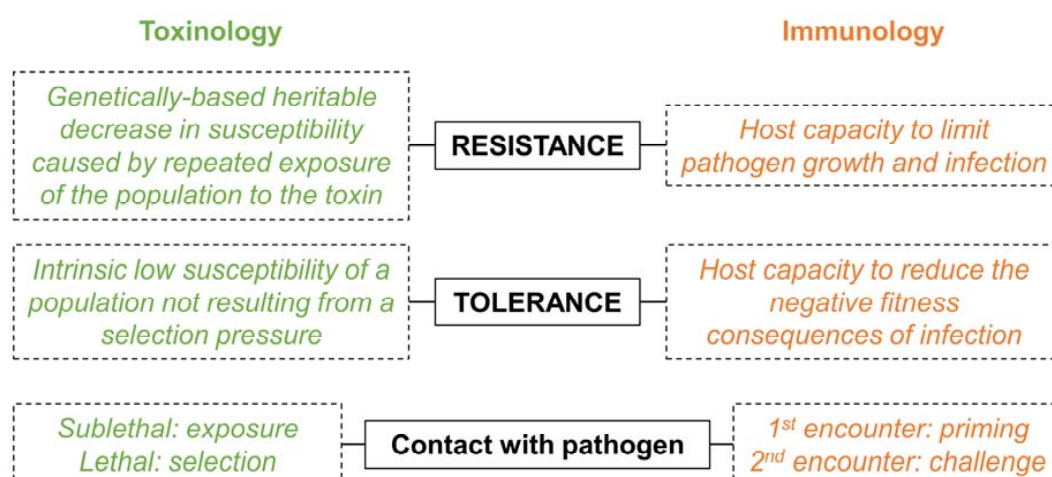 Toxinology
Immunology
Genetically-based heritable
decrease in susceptibility
caused by repeated exposure
of the population to the toxin
RESISTANCE
Host capacity to limit
pathogen growth and infection
Intrinsic low susceptibility of a
population not resulting from a
selection pressure
TOLERANCE
Host capacity to reduce the
negative fitness
consequences of infection
Sublethal: exposure
Lethal: selection
Contact with pathogen
1st encounter: priming
2nd encounter: challenge